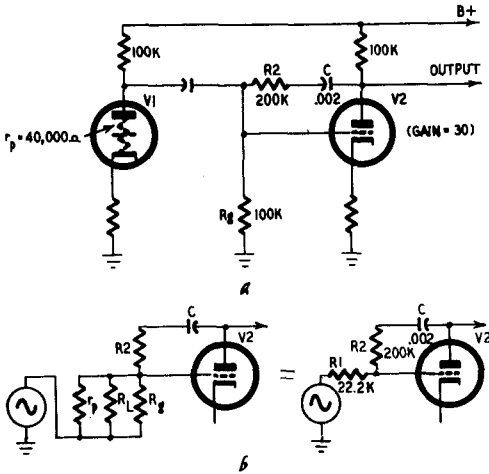 B+
100K
100K
R2
C
OUTPUT
200K
.002
V1
V2
rp = 40,000Ω
(GAIN = 30)
Rg
100K
a
C
R2
V2
C
.002
V2
R2
200K
R1
22.2K
rp
RL
Rg
=
b